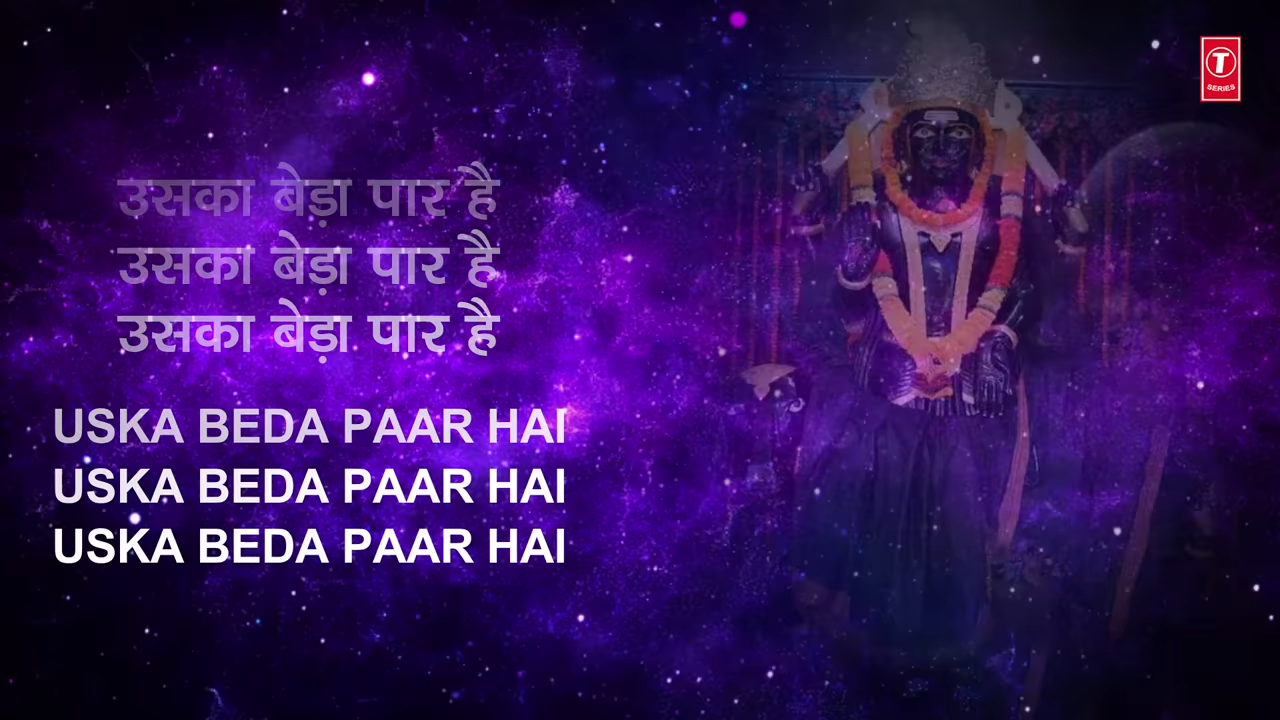 उसका बेड़ा पार है
उसका बेड़ा पार है
उसका बेड़ा पार है
USKA BEDA PAAR HAI
USKA BEDA PAAR HAI
USKA BEDA PAAR HAI
T
SERIES